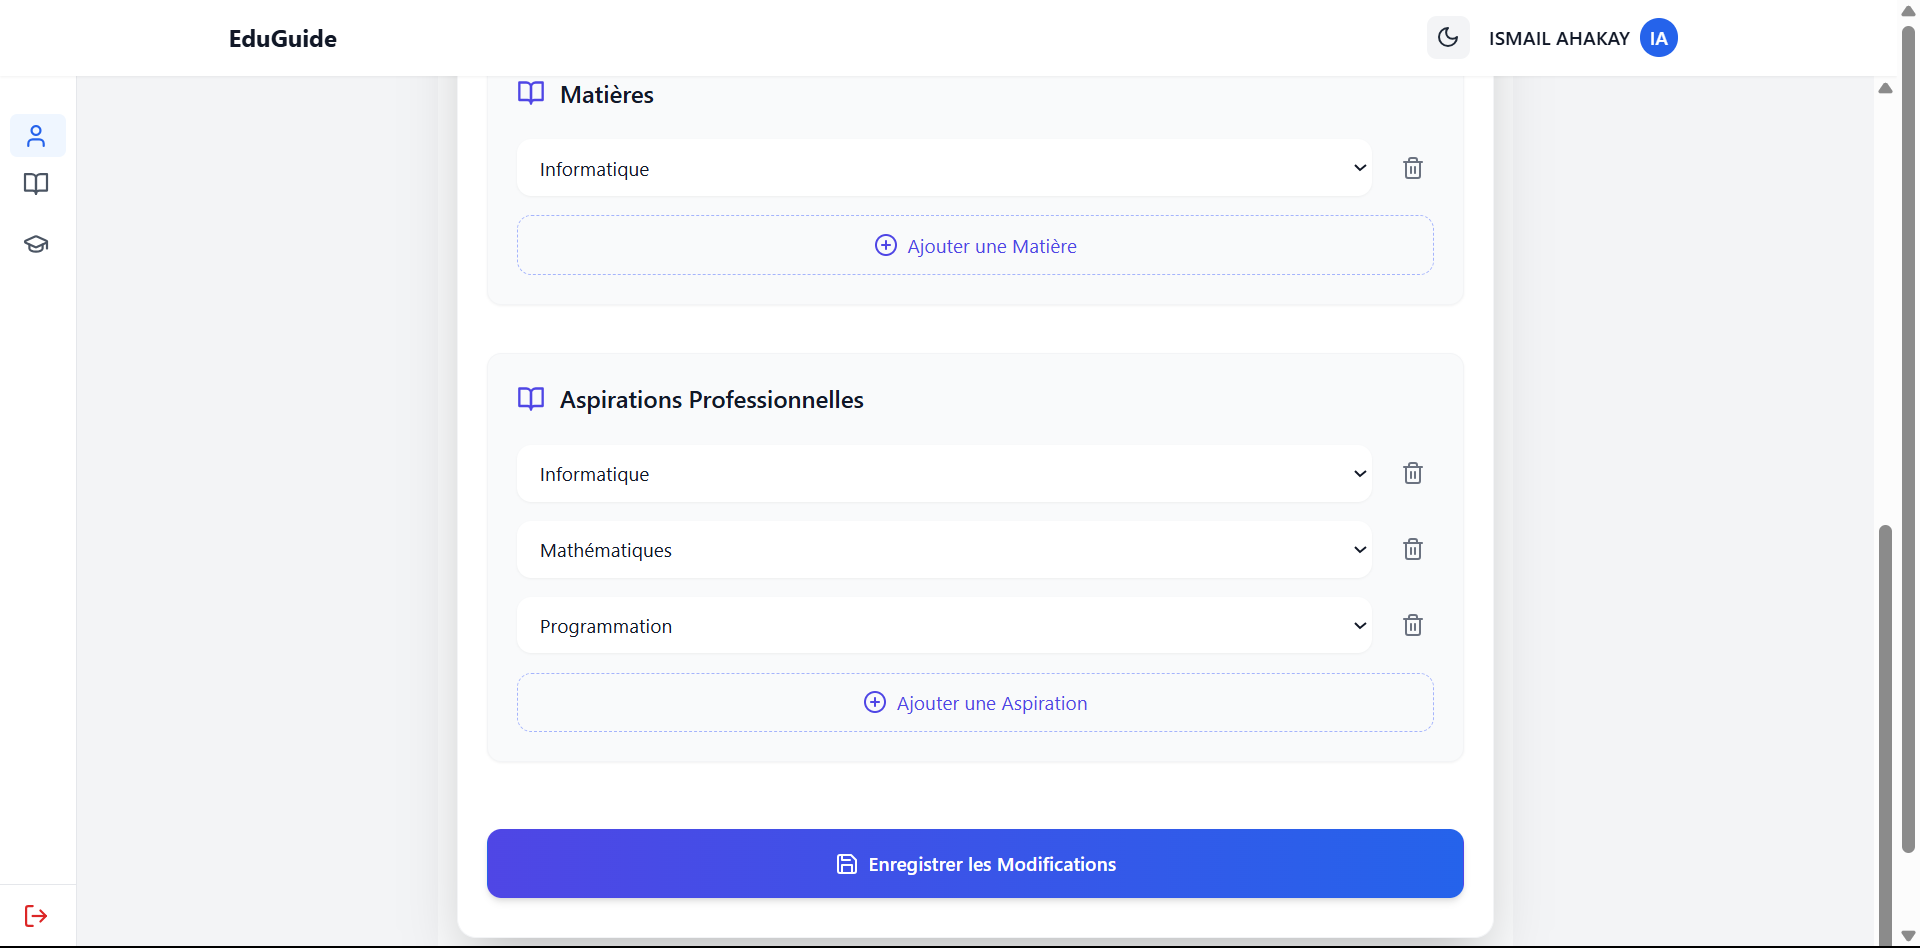 EduGuide
ISMAIL AHAKAY
IA
Matières
Informatique
Ajouter une Matière
Aspirations Professionnelles
Informatique
Mathématiques
Programmation
Ajouter une Aspiration
Enregistrer les Modifications